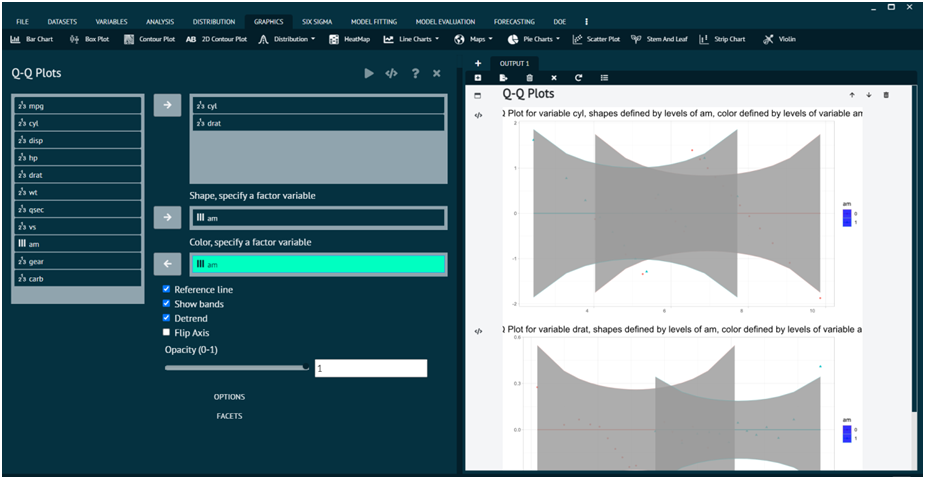 FILE DATASETS VARIABLES ANALYSIS DISTRIBUTION GRAPHICS SIX SIGMA MODEL FITTING MODEL EVALUATION FORECASTING DOE
Bar Chart Box Plot Contour Plot AB 2D Contour Plot Distribution HeatMap Line Charts Maps Pie Charts Scatter Plot Stem And Leaf Strip Chart Violin
Q-Q Plots
mpg
cyl
disp
hp
drat
wt
qsec
vs
am
gear
carb
cyl
drat
Shape, specify a factor variable
am
Color, specify a factor variable
am
Reference line
Show bands
Detrend
Flip Axis
Opacity (0-1)
1
OPTIONS
FACETS
OUTPUT 1
Q-Q Plots
Plot for variable cyl, shapes defined by levels of am, color defined by levels of variable am
2
1
0
-1
-2
4 6 8 10
am
0
1
Plot for variable drat, shapes defined by levels of am, color defined by levels of variable a
0.6
0.3
0.0
am
0
1